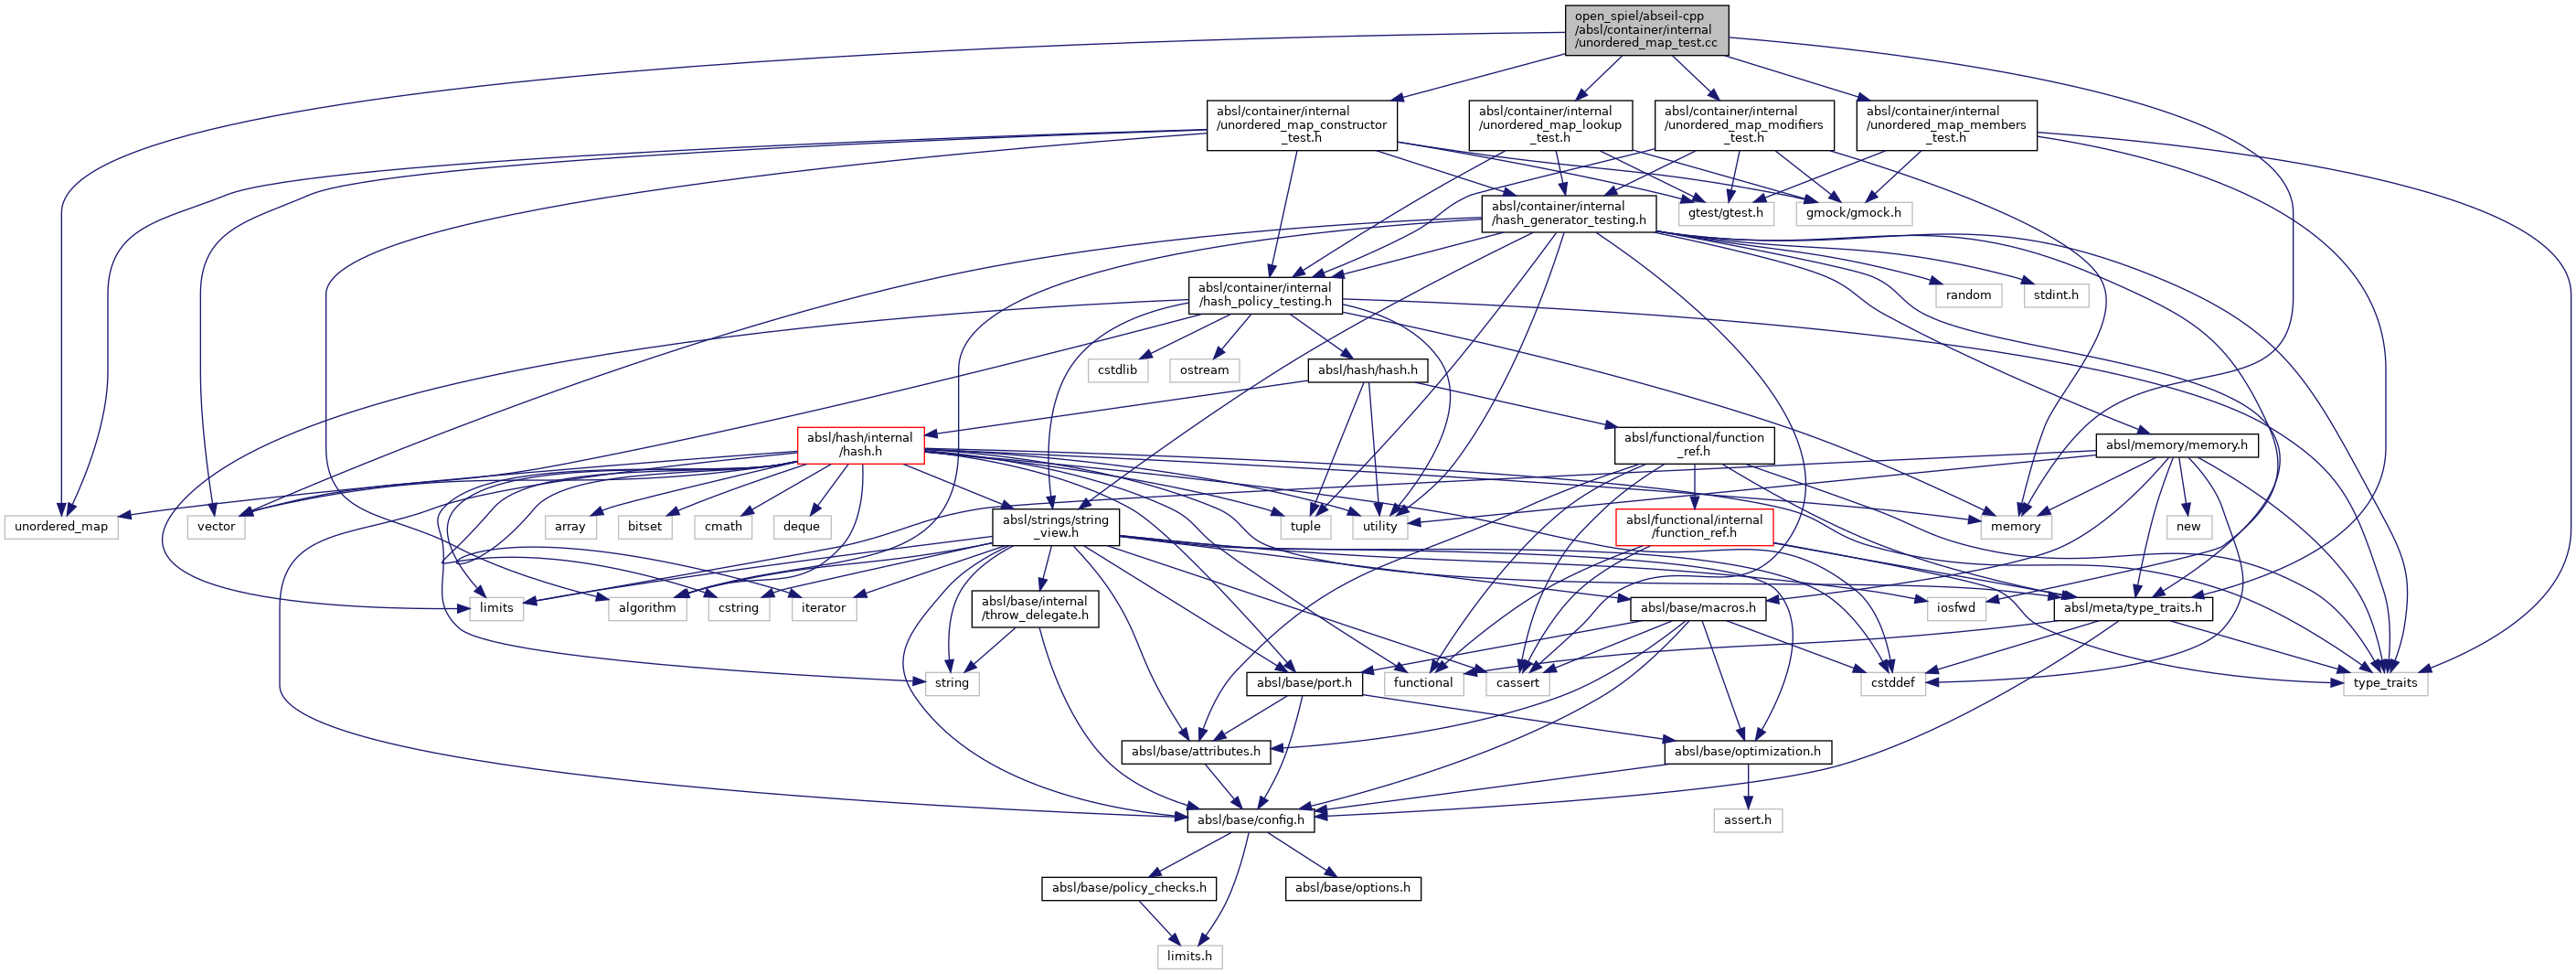 open_spiel/abseil-cpp
/absl/container/internal
/unordered_map_test.cc
absl/container/internal
/unordered_map_constructor
_test.h
absl/container/internal
/unordered_map_lookup
_test.h
absl/container/internal
/unordered_map_modifiers
_test.h
absl/container/internal
/unordered_map_members
_test.h
absl/container/internal
/hash_generator_testing.h
gtest/gtest.h
gmock/gmock.h
absl/container/internal
/hash_policy_testing.h
random
stdint.h
cstdlib
ostream
absl/hash/hash.h
absl/hash/internal
/hash.h
absl/functional/function
_ref.h
absl/memory/memory.h
unordered_map
vector
array
bitset
cmath
deque
absl/strings/string
_view.h
tuple
utility
absl/functional/internal
/function_ref.h
memory
new
limits
algorithm
cstring
iterator
absl/base/internal
/throw_delegate.h
absl/base/macros.h
iosfwd
absl/meta/type_traits.h
string
absl/base/port.h
functional
cassert
cstddef
type_traits
absl/base/attributes.h
absl/base/optimization.h
absl/base/config.h
assert.h
absl/base/policy_checks.h
absl/base/options.h
limits.h